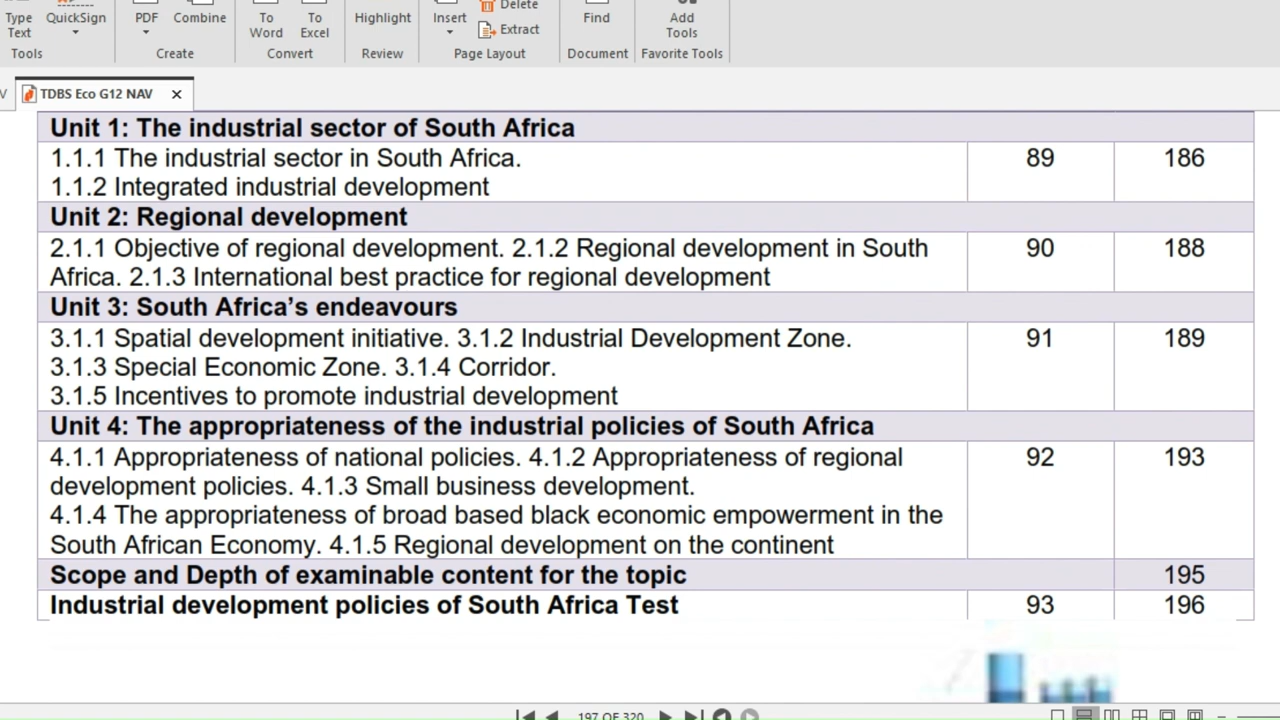 Type Text
QuickSign
PDF
Combine
To Word
To Excel
Highlight
Insert
Delete
Extract
Find
Add Tools
Tools
Create
Convert
Review
Page Layout
Document
Favorite Tools
V
TDBS Eco G12 NAV
Unit 1: The industrial sector of South Africa
1.1.1 The industrial sector in South Africa. 89 186
1.1.2 Integrated industrial development
Unit 2: Regional development
2.1.1 Objective of regional development. 2.1.2 Regional development in South 90 188
Africa. 2.1.3 International best practice for regional development
Unit 3: South Africa’s endeavours
3.1.1 Spatial development initiative. 3.1.2 Industrial Development Zone. 91 189
3.1.3 Special Economic Zone. 3.1.4 Corridor.
3.1.5 Incentives to promote industrial development
Unit 4: The appropriateness of the industrial policies of South Africa
4.1.1 Appropriateness of national policies. 4.1.2 Appropriateness of regional 92 193
development policies. 4.1.3 Small business development.
4.1.4 The appropriateness of broad based black economic empowerment in the
South African Economy. 4.1.5 Regional development on the continent
Scope and Depth of examinable content for the topic 195
Industrial development policies of South Africa Test 93 196
197 OF 320